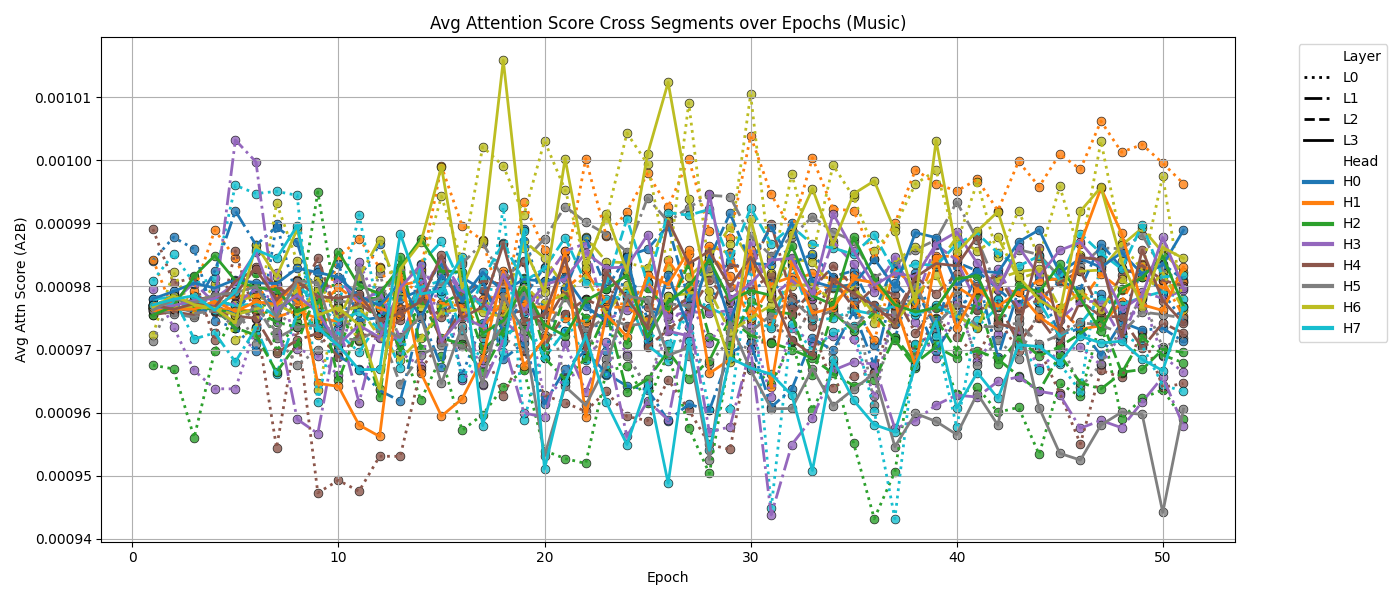 Avg Attention Score Cross Segments over Epochs (Music)
Avg Attn Score (A2B)
0.00101
0.00100
0.00099
0.00098
0.00097
0.00096
0.00095
0.00094
0
10
20
30
40
50
Epoch
Layer
L0
L1
L2
L3
Head
H0
H1
H2
H3
H4
H5
H6
H7